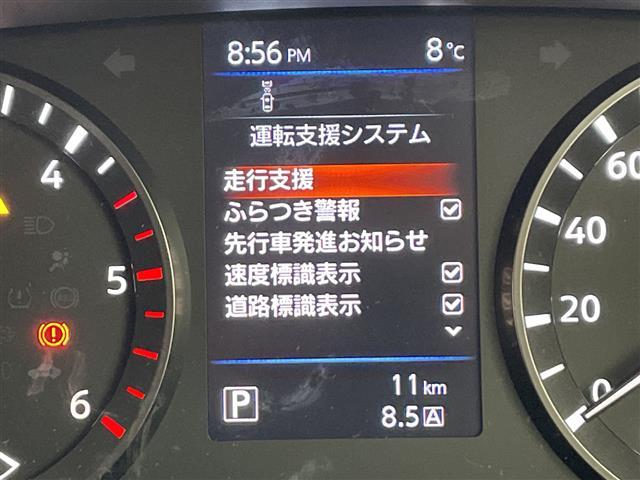 8:56 PM 8℃
運転支援システム
走行支援
ふらつき警報
先行車発進お知らせ
速度標識表示
道路標識表示
P 11 km
8.5 A
4
5
6
60
40
20
0